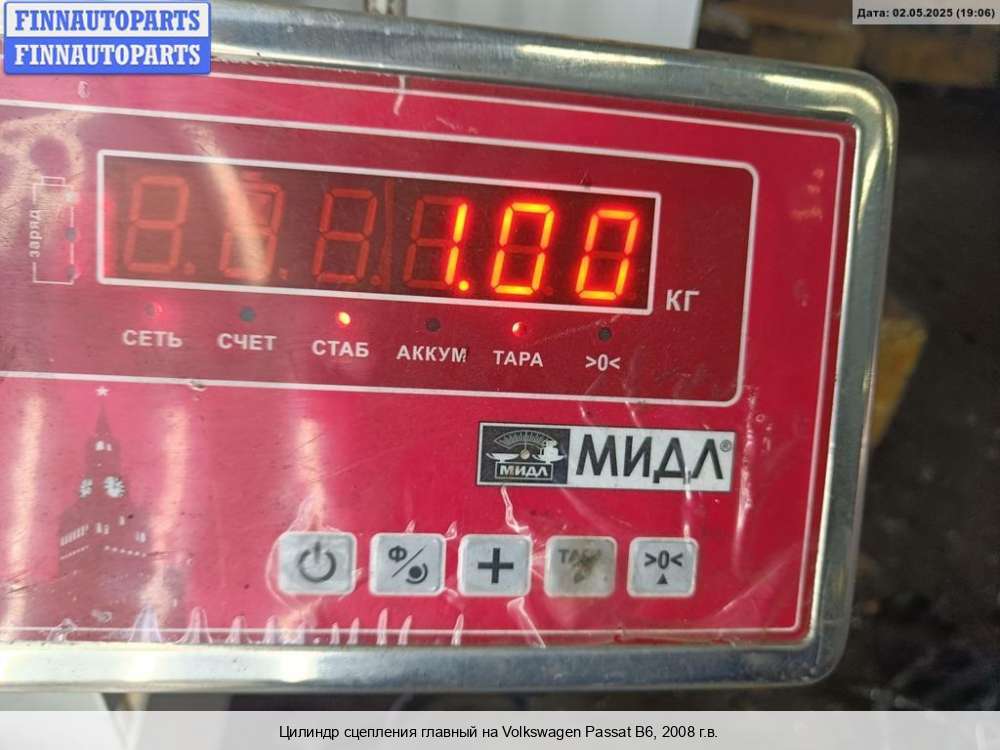 FINNAUTOPARTS
FINNAUTOPARTS
Дата: 02.05.2025 (19:06)
заряд
1.00
КГ
СЕТЬ СЧЕТ СТАБ АККУМ ТАРА >0<
МИДЛ
МИДЛ®
Ф
+
ТАРА
>0<
Цилиндр сцепления главный на Volkswagen Passat B6, 2008 г.в.